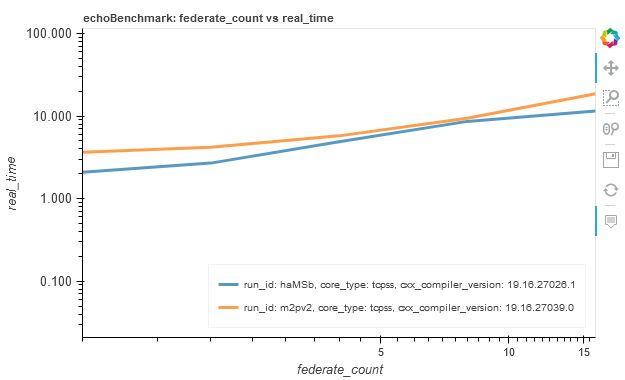 echoBenchmark: federate_count vs real_time
100.000
10.000
1.000
0.100
real_time
run_id: haMSb, core_type: tcpss, cxx_compiler_version: 19.16.27026.1
run_id: m2pv2, core_type: tcpss, cxx_compiler_version: 19.16.27039.0
5
10
15
federate_count